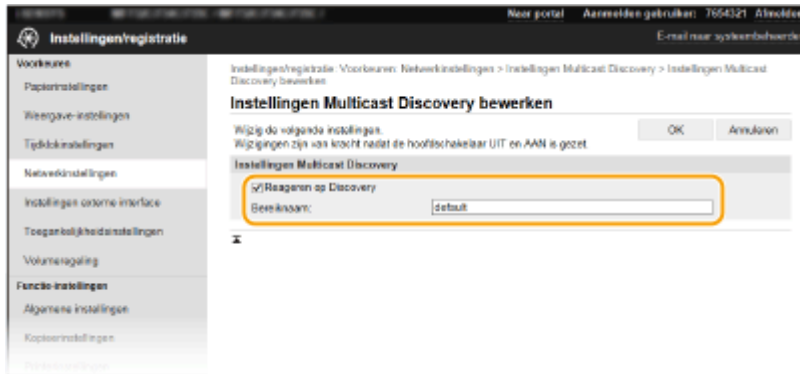 Naar portal Aanmelden gebruiker: 7654321 Afmelden
Instellingen/registratie
E-mail naar systeembeheerder
Voorkeuren
Papierinstellingen
Weergave-instellingen
Tijdklokinstellingen
Netwerkinstellingen
Instellingen externe interface
Toegankelijkheidsinstellingen
Volumeregeling
Functie-instellingen
Algemene instellingen
Kopieerinstellingen
Instellingen/registratie: Voorkeuren: Netwerkinstellingen > Instellingen Multicast Discovery > Instellingen Multicast
Discovery bewerken
Instellingen Multicast Discovery bewerken
Wijzig de volgende instellingen.
Wijzigingen zijn van kracht nadat de hoofdschakelaar UIT en AAN is gezet.
OK Annuleren
Instellingen Multicast Discovery
Reageren op Discovery
Bereiknaam: default